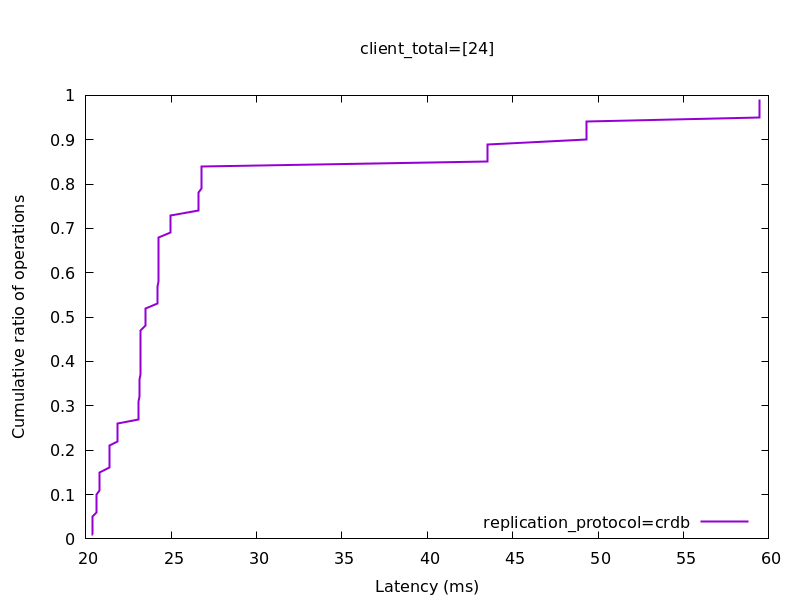 client_total=[24]
1
0.9
0.8
0.7
0.6
0.5
0.4
0.3
0.2
0.1
0
Cumulative ratio of operations
replication_protocol=crdb
20 25 30 35 40 45 50 55 60
Latency (ms)